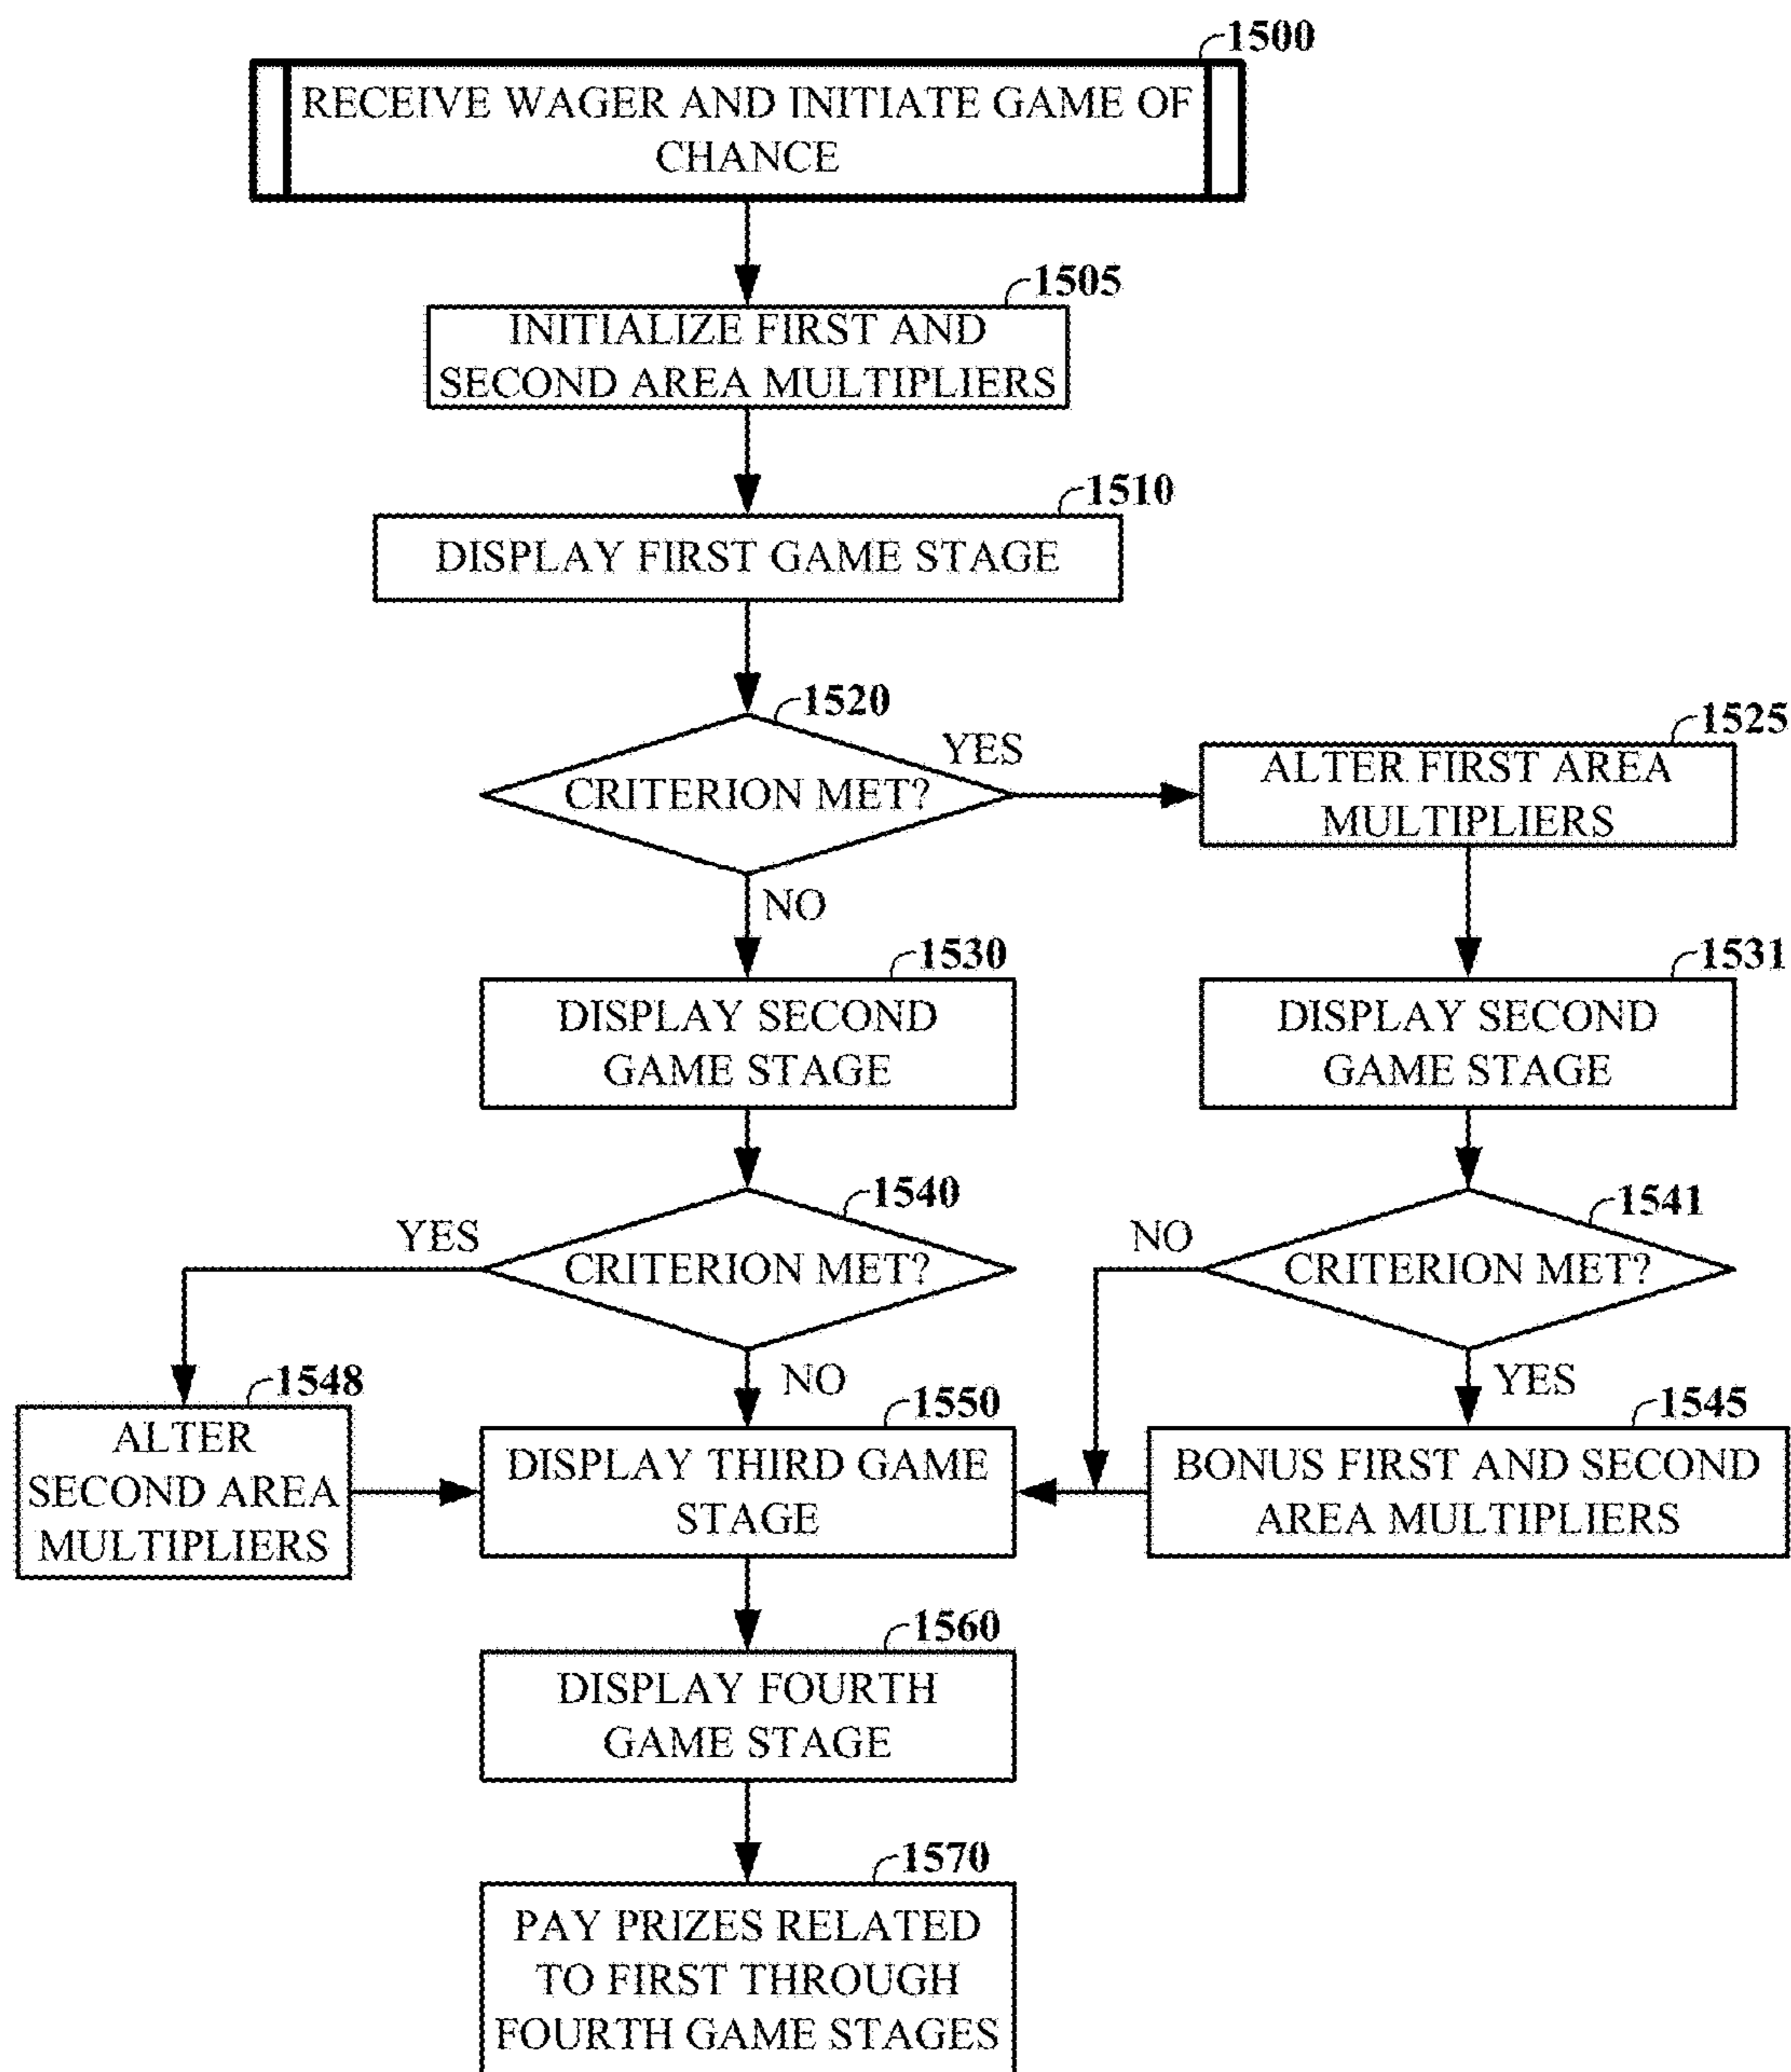 1500
RECEIVE WAGER AND INITIATE GAME OF
CHANCE
1505
INITIALIZE FIRST AND
SECOND AREA MULTIPLIERS
1510
DISPLAY FIRST GAME STAGE
1520
CRITERION MET?
YES
NO
1525
ALTER FIRST AREA
MULTIPLIERS
1530
DISPLAY SECOND
GAME STAGE
1531
DISPLAY SECOND
GAME STAGE
1540
CRITERION MET?
YES
NO
1541
CRITERION MET?
NO
YES
1548
ALTER
SECOND AREA
MULTIPLIERS
1550
DISPLAY THIRD GAME
STAGE
1545
BONUS FIRST AND SECOND
AREA MULTIPLIERS
1560
DISPLAY FOURTH
GAME STAGE
1570
PAY PRIZES RELATED
TO FIRST THROUGH
FOURTH GAME STAGES